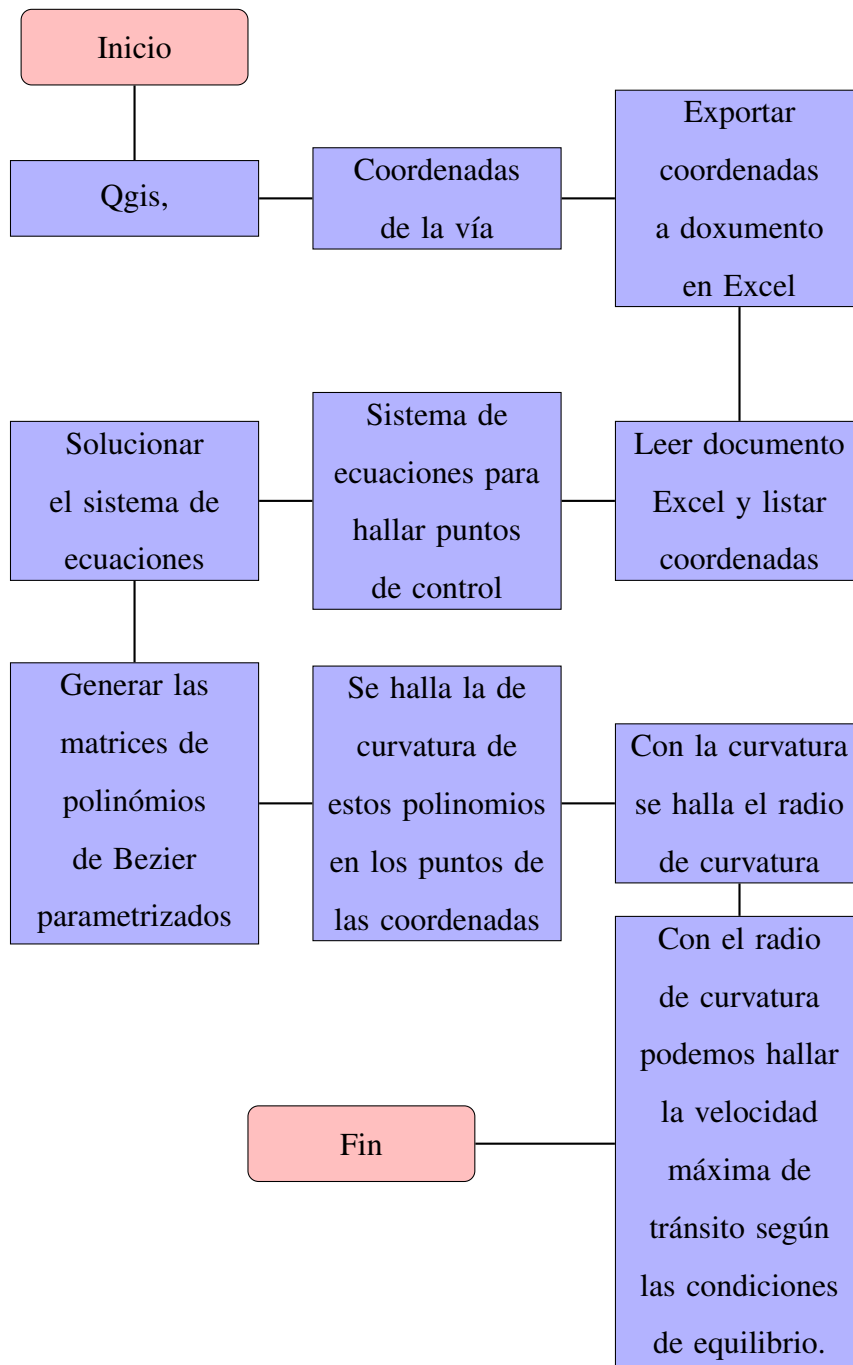 Inicio
Qgis,
Coordenadas
de la vía
Exportar
coordenadas
a doxumento
en Excel
Leer documento
Excel y listar
coordenadas
Sistema de
ecuaciones para
hallar puntos
de control
Solucionar
el sistema de
ecuaciones
Generar las
matrices de
polinómios
de Bezier
parametrizados
Se halla la de
curvatura de
estos polinomios
en los puntos de
las coordenadas
Con la curvatura
se halla el radio
de curvatura
Con el radio
de curvatura
podemos hallar
la velocidad
máxima de
tránsito según
las condiciones
de equilibrio.
Fin